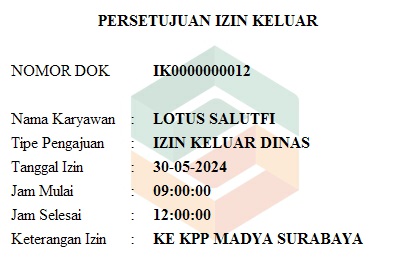 PERSETUJUAN IZIN KELUAR
NOMOR DOK IK0000000012
Nama Karyawan : LOTUS SALUTFI
Tipe Pengajuan : IZIN KELUAR DINAS
Tanggal Izin : 30-05-2024
Jam Mulai : 09:00:00
Jam Selesai : 12:00:00
Keterangan Izin : KE KPP MADYA SURABAYA